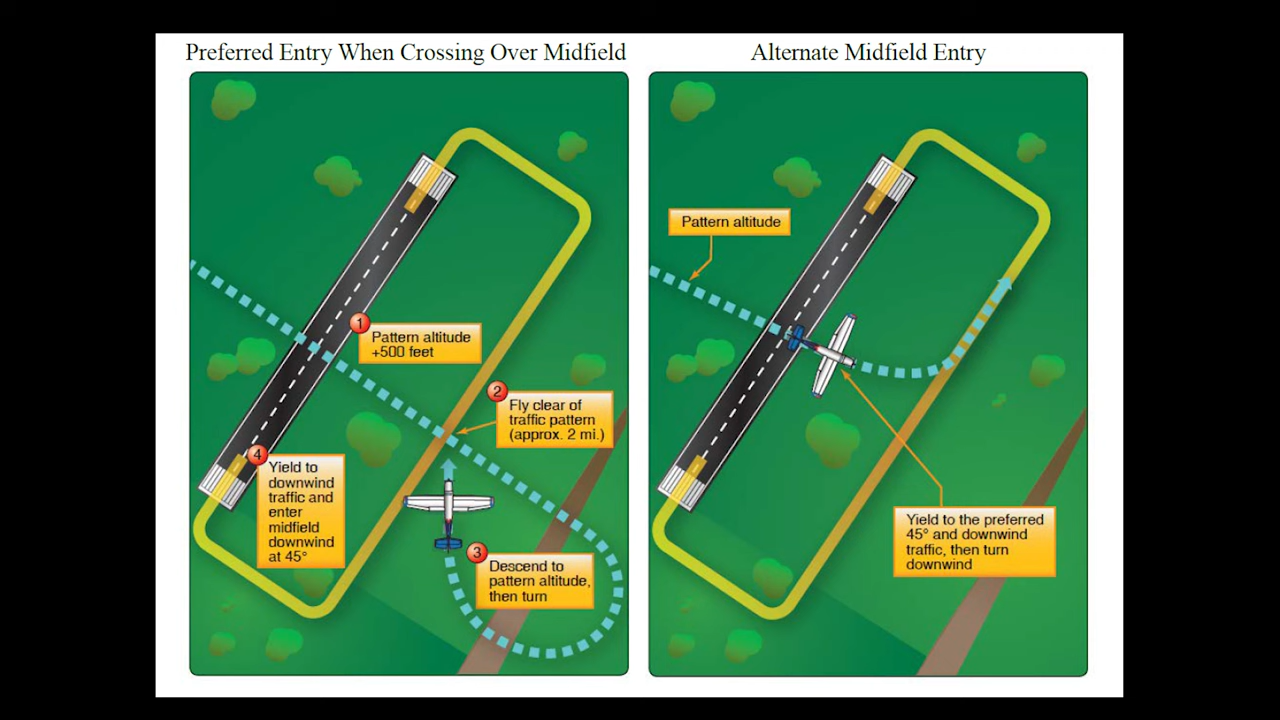 Preferred Entry When Crossing Over Midfield
1
Pattern altitude
+500 feet
2
Fly clear of
traffic pattern
(approx. 2 mi.)
3
Descend to
pattern altitude,
then turn
4
Yield to
downwind
traffic and
enter
midfield
downwind
at 45°
Alternate Midfield Entry
Pattern altitude
Yield to the preferred
45° and downwind
traffic, then turn
downwind